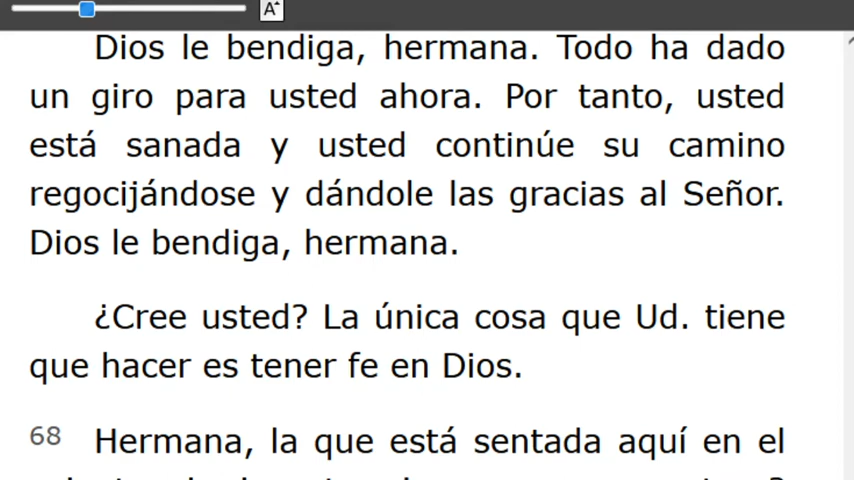 A
Dios le bendiga, hermana. Todo ha dado
un giro para usted ahora. Por tanto, usted
está sanada y usted continúe su camino
regocijándose y dándole las gracias al Señor.
Dios le bendiga, hermana.
¿Cree usted? La única cosa que Ud. tiene
que hacer es tener fe en Dios.
68 Hermana, la que está sentada aquí en el